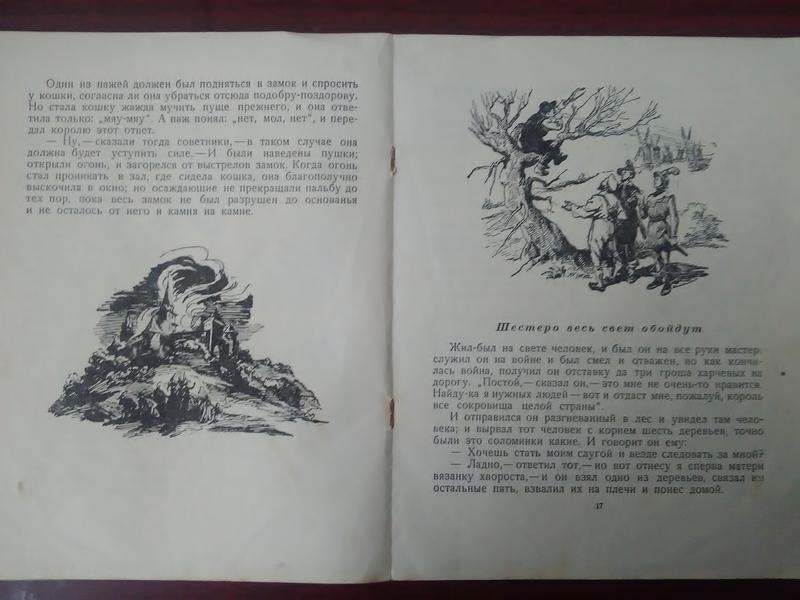 Один из пажей должен был подняться в замок и спросить
у кошки, согласна ли она убраться отсюда подобру-поздорову.
Но стала кошку жажда мучить пуще прежнего, и она отве-
тила только: „мяу-мяу“. А паж понял: „нет, мол, нет“, и пере-
дал королю этот ответ.
— Ну,— сказали тогда советники,— в таком случае она
должна будет уступить силе.— И были наведены пушки;
открыли огонь, и загорелся от выстрелов замок. Когда огонь
стал проникать в зал, где сидела кошка, она благополучно
выскочила в окно; но осаждающие не прекращали пальбу до
тех пор, пока весь замок не был разрушен до основанья
и не осталось от него и камня на камне.
Шестеро весь свет обойдут
Жил-был на свете человек, и был он на все руки мастер;
служил он на войне и был смел и отважен, но как кончи-
лась война, получил он отставку да три гроша харчевых на
дорогу. „Постой,— сказал он,— это мне не очень-то нравится.
Найду-ка я нужных людей — вот и отдаст мне, пожалуй, король
все сокровища целой страны“.
И отправился он разгневанный в лес и увидел там чело-
века; и вырвал тот человек с корнем шесть деревьев, точно
были это соломинки какие. И говорит он ему:
— Хочешь стать моим слугой и везде следовать за мной?
— Ладно,— ответил тот,— но вот отнесу я сперва матери
вязанку хвороста,— и он взял одно из деревьев, связал им
остальные пять, взвалил их на плечи и понес домой.
17